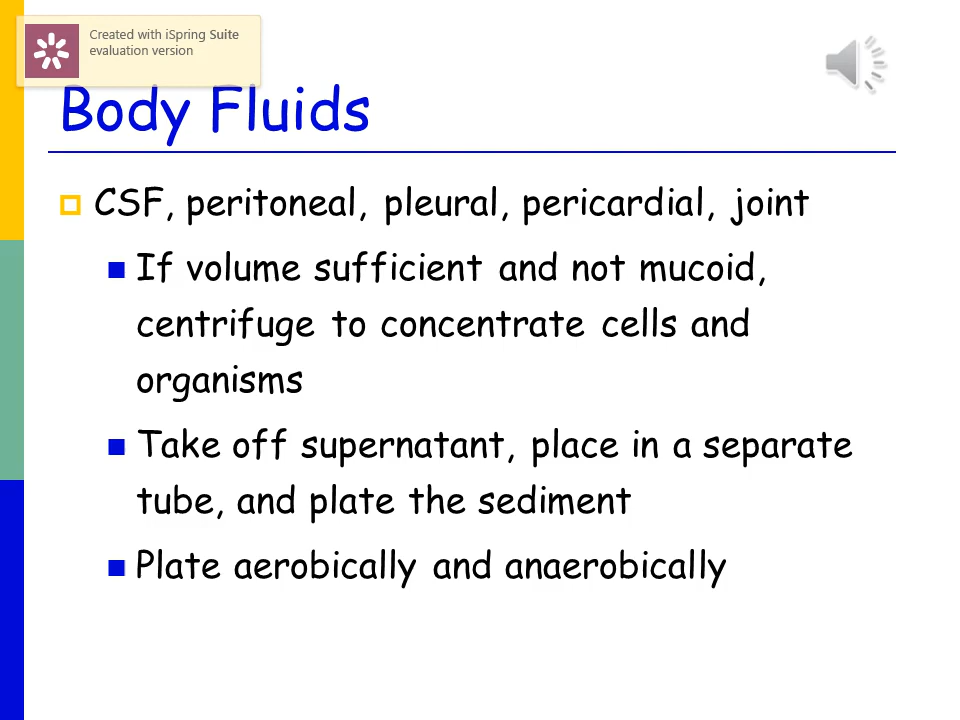 Created with iSpring Suite
evaluation version
Body Fluids
CSF, peritoneal, pleural, pericardial, joint
If volume sufficient and not mucoid,
centrifuge to concentrate cells and
organisms
Take off supernatant, place in a separate
tube, and plate the sediment
Plate aerobically and anaerobically